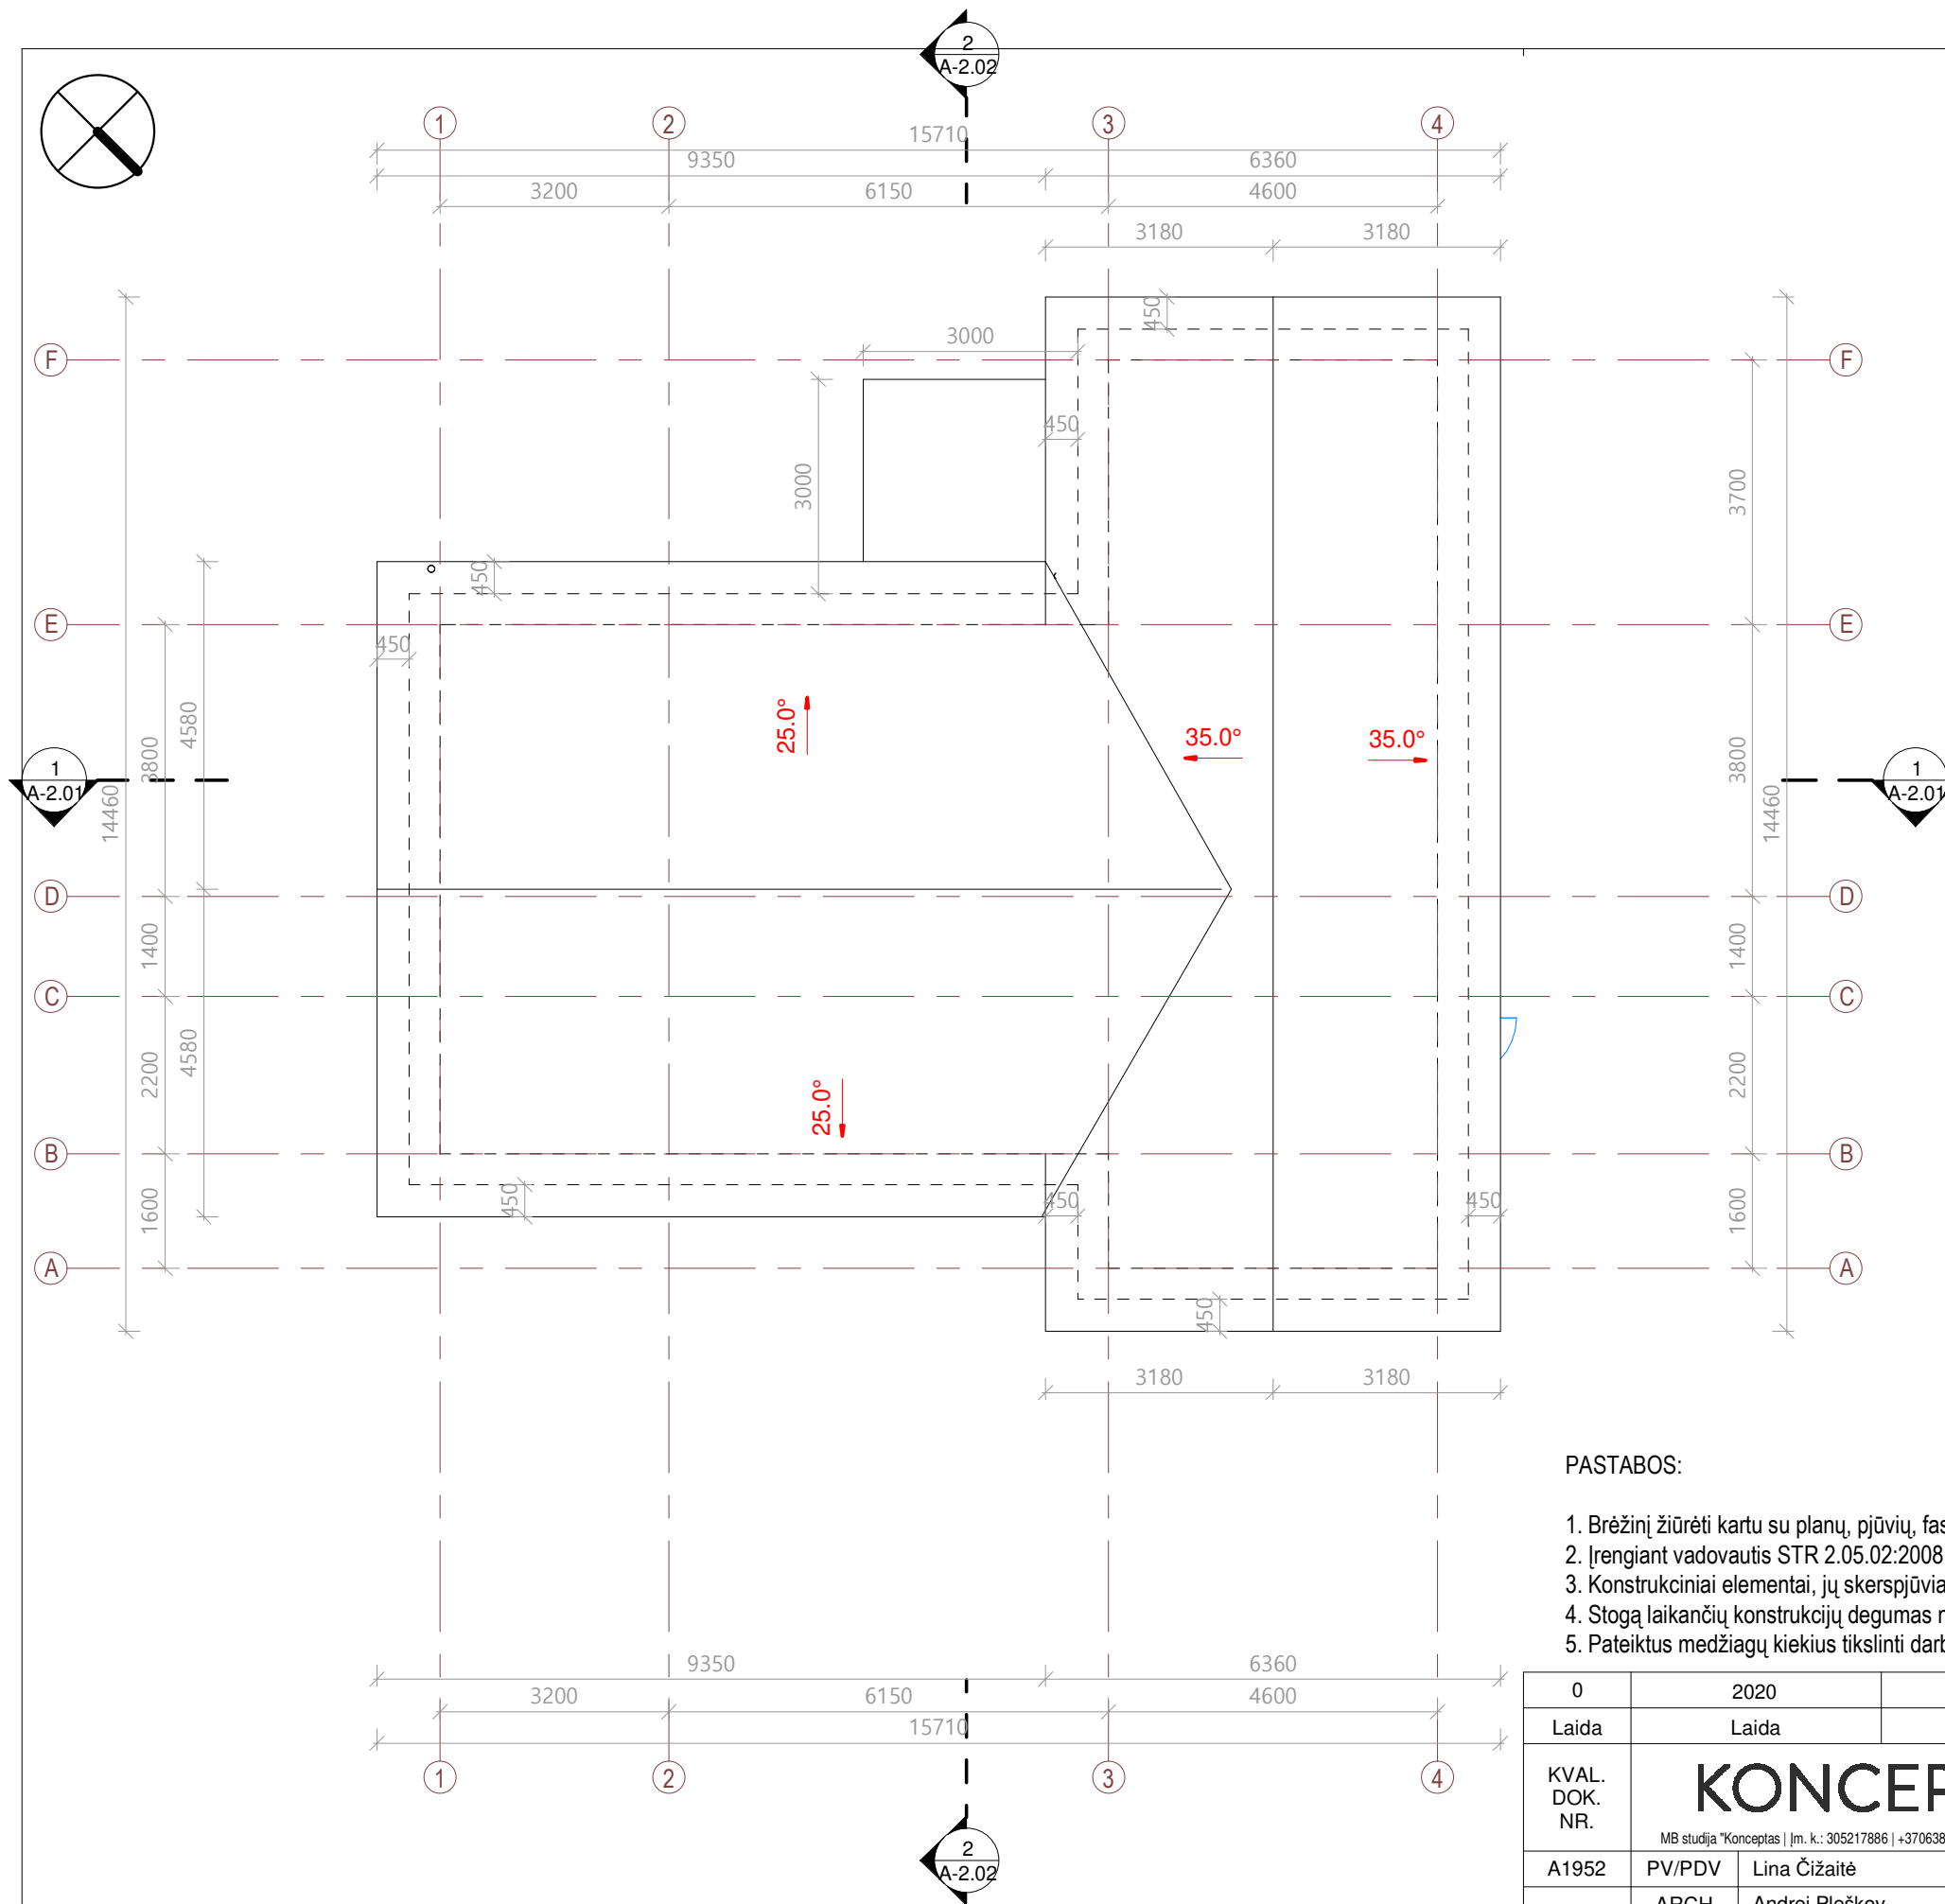 2
A-2.02
1 2 3 4
15710
9350 6360
3200 6150 4600
3180 3180
450
3000
F F
450
3000 3700
450
E E
450
4580 3800 3800
25.0° 35.0° 35.0°
1
A-2.01
1
A-2.01
14460 14460
D D
1400 1400
C C
4580 2200 2200
25.0°
B B
450 450 450
1600 1600
A A
450
3180 3180
PASTABOS:
1. Brėžinį žiūrėti kartu su planų, pjūvių,
2. Įrengiant vadovautis STR 2.05.02:2008
3. Konstrukciniai elementai, jų
4. Stogą laikančių konstrukcijų degumas
5. Pateiktus medžiagų kiekius tikslinti
9350 6360
3200 6150 4600
15710
1 2 3 4
2
A-2.02
0 2020
Laida Laida
KVAL.
DOK.
NR.
MB studija "Konceptas | Įm. k.: 305217886 |
A1952 PV/PDV Lina Čižaitė